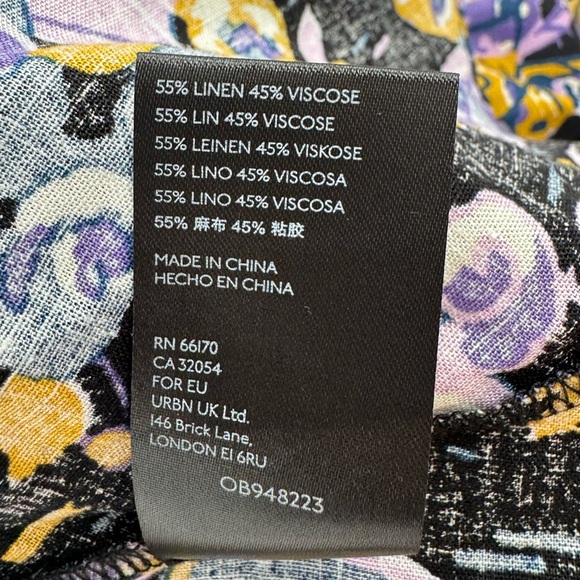 55% LINEN 45% VISCOSE
55% LIN 45% VISCOSE
55% LEINEN 45% VISKOSE
55% LINO 45% VISCOSA
55% LINO 45% VISCOSA
55% 麻布 45% 粘胶
MADE IN CHINA
HECHO EN CHINA
RN 66170
CA 32054
FOR EU
URBN UK Ltd.
146 Brick Lane,
LONDON E1 6RU
OB948223